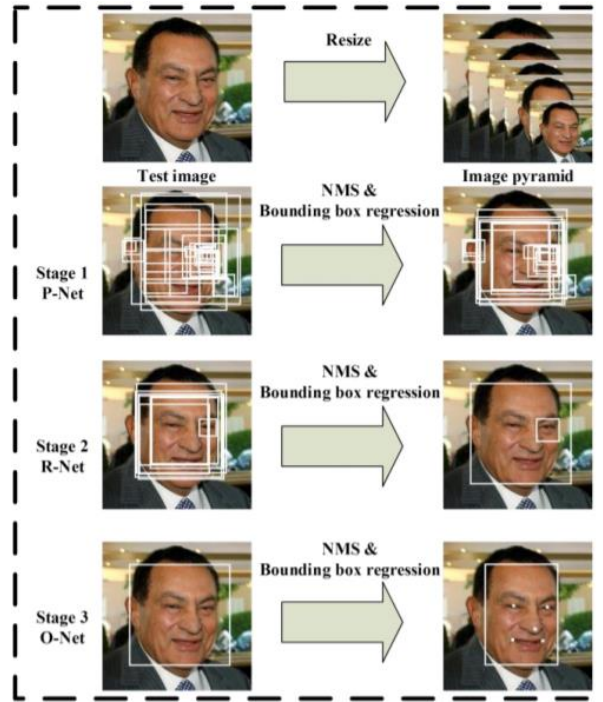 Resize
Test image
Image pyramid
NMS &
Bounding box regression
Stage 1
P-Net
NMS &
Bounding box regression
Stage 2
R-Net
NMS &
Bounding box regression
Stage 3
O-Net